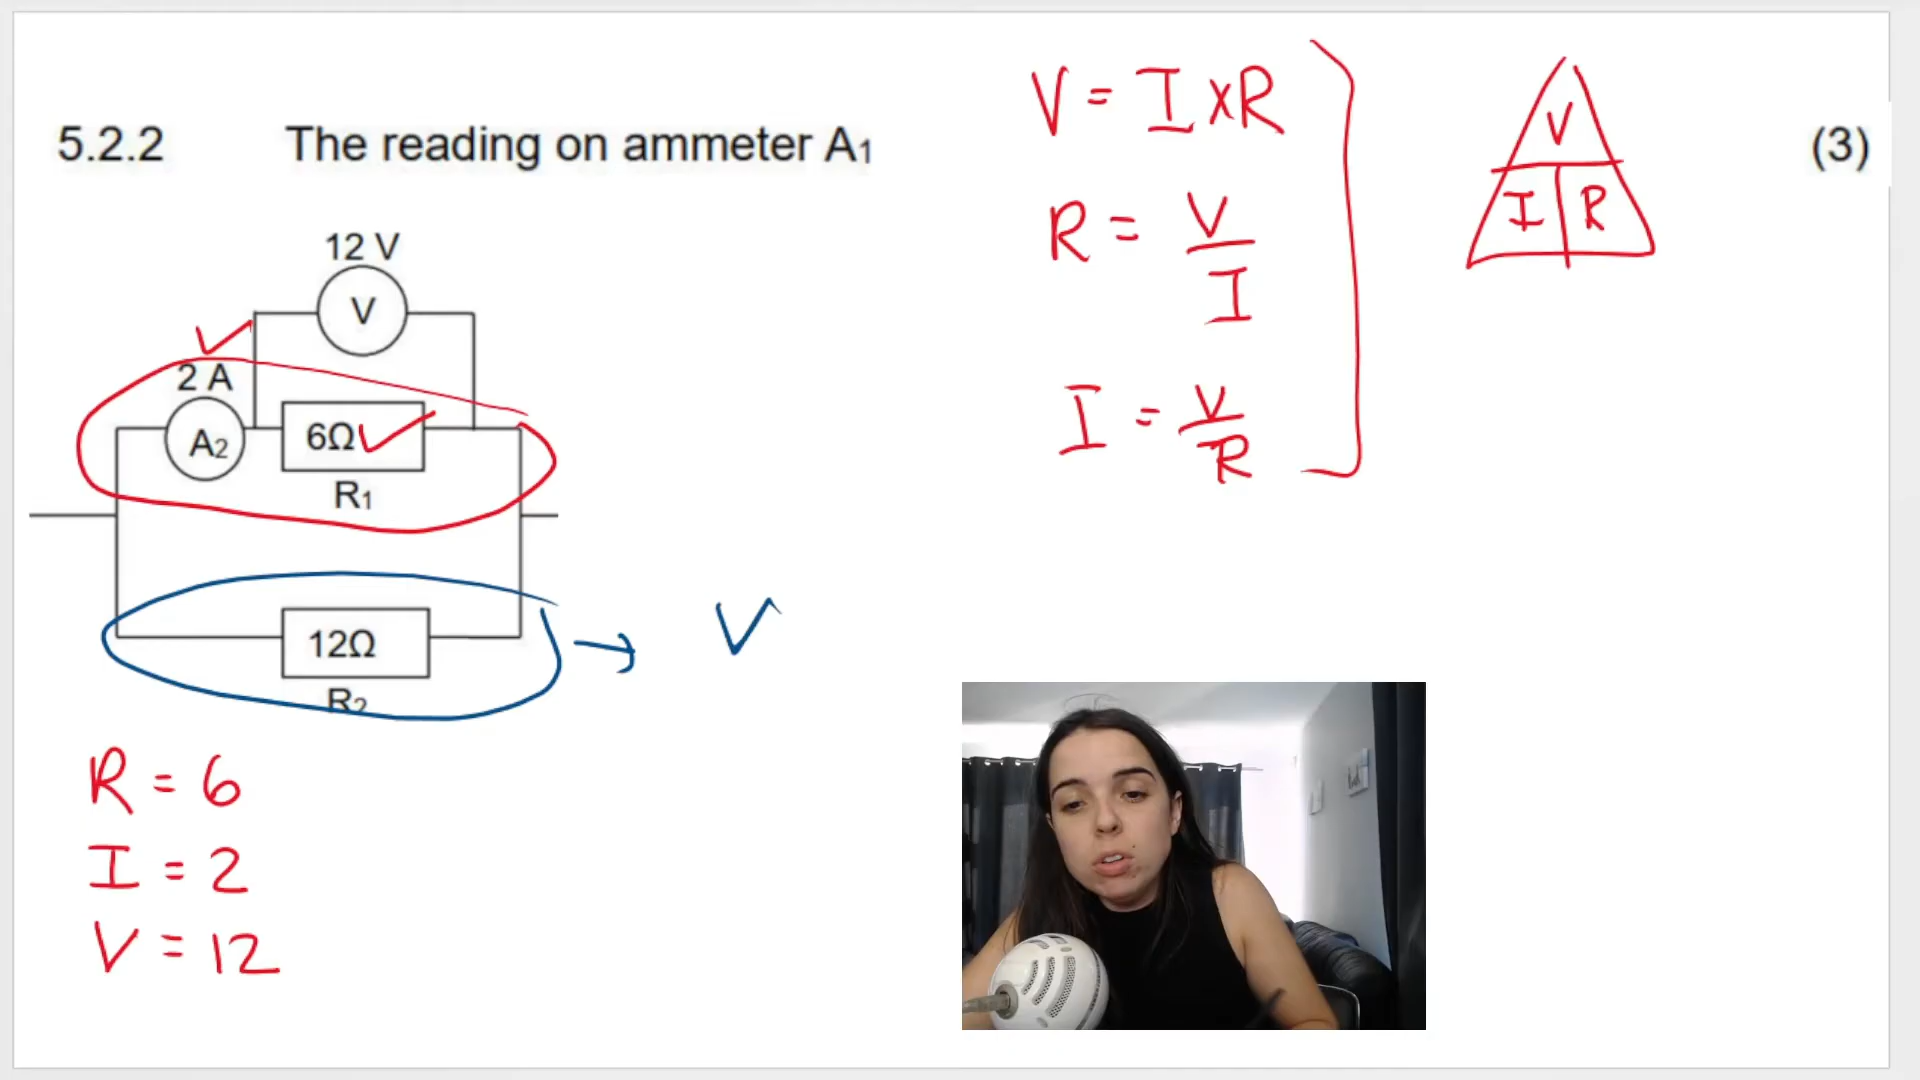 5.2.2 The reading on ammeter A1 (3)
V = I x R
R = V/I
I = V/R
V
I R
12 V
V
2 A
A2
6Ω
R1
12Ω
R2
V
R = 6
I = 2
V = 12